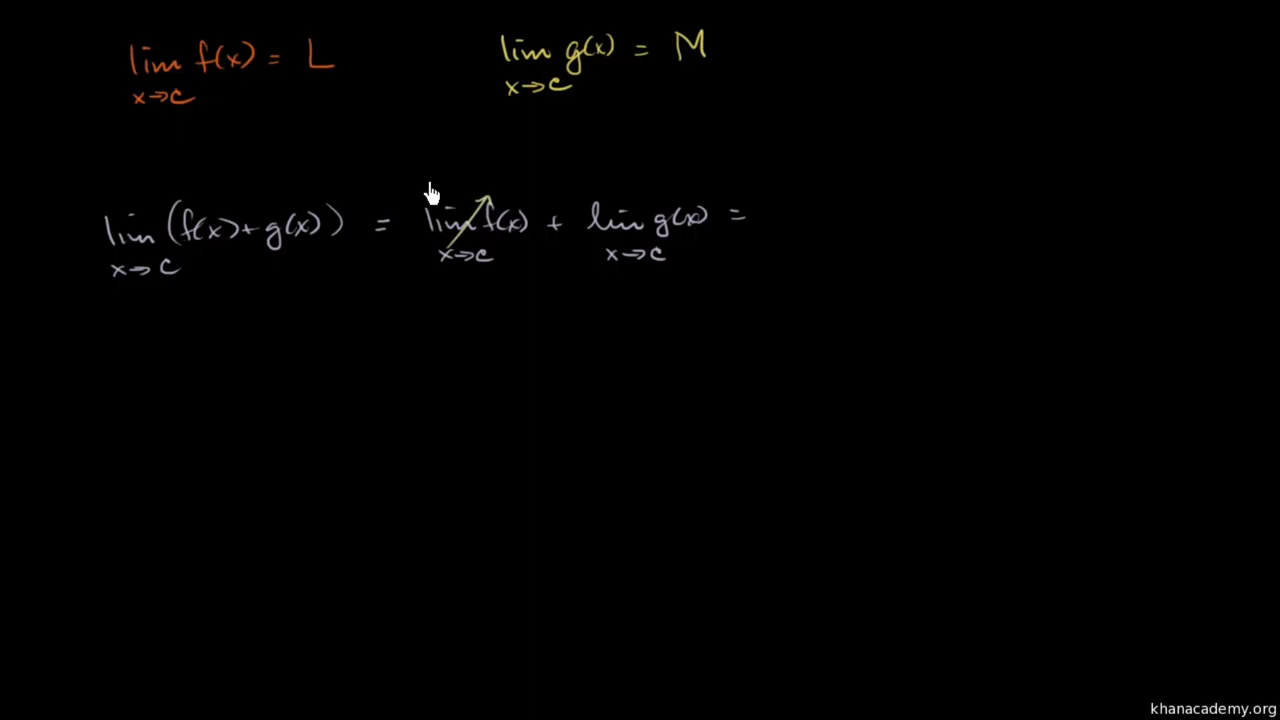 lim f(x) = L
x→c
lim g(x) = M
x→c
lim (f(x)+g(x)) = lim f(x) + lim g(x) =
x→c x→c x→c
khanacademy.org